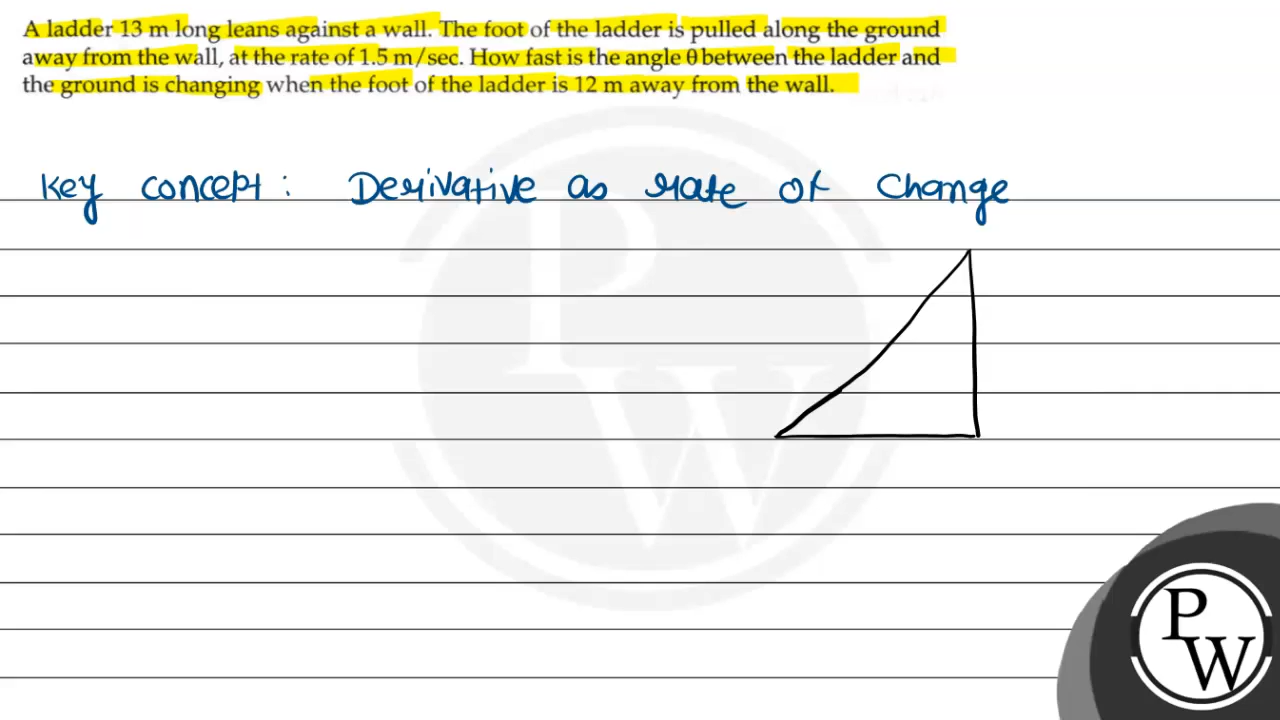 A ladder 13 m long leans against a wall. The foot of the ladder is pulled along the ground
away from the wall, at the rate of 1.5 m/sec. How fast is the angle θ between the ladder and
the ground is changing when the foot of the ladder is 12 m away from the wall.
Key concept : Derivative as rate of change
P
W
P
W